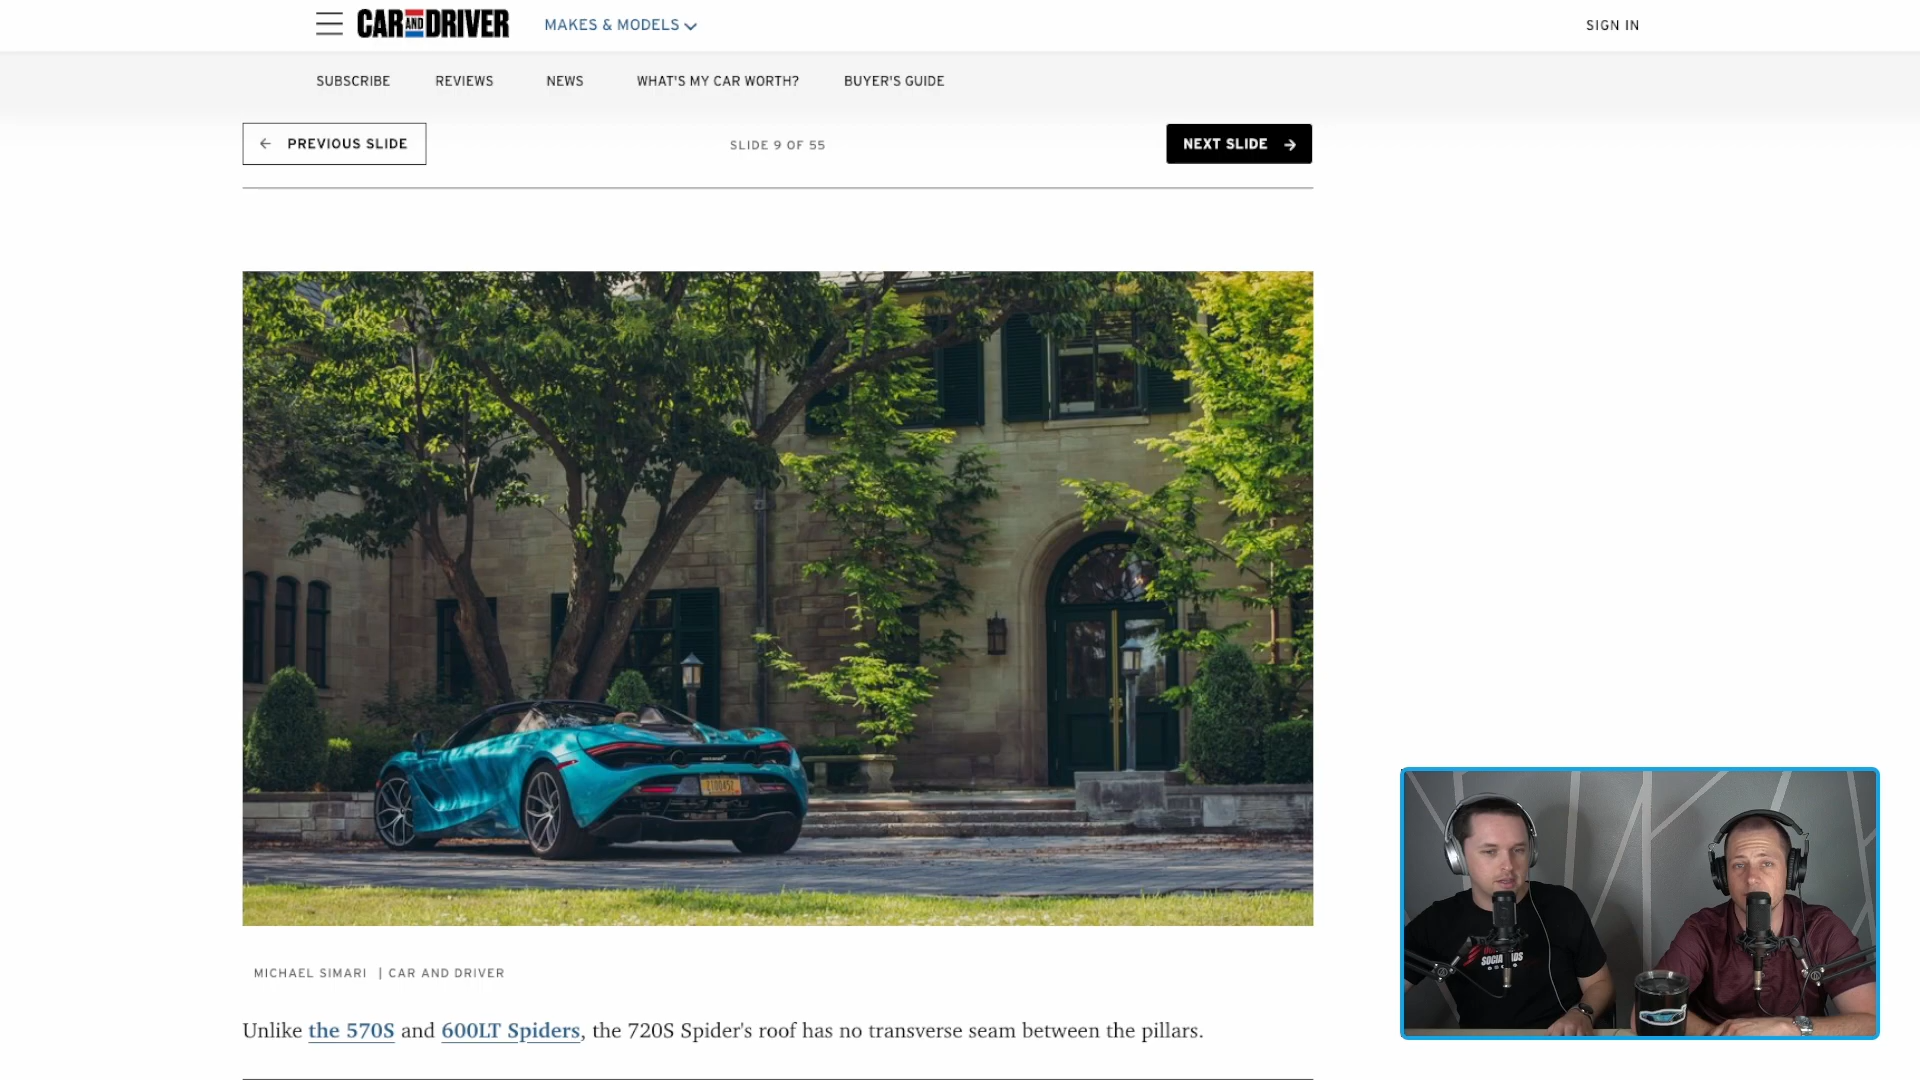 CAR AND DRIVER
MAKES & MODELS
SIGN IN
SUBSCRIBE
REVIEWS
NEWS
WHAT'S MY CAR WORTH?
BUYER'S GUIDE
PREVIOUS SLIDE
SLIDE 9 OF 55
NEXT SLIDE
MICHAEL SIMARI | CAR AND DRIVER
Unlike the 570S and 600LT Spiders, the 720S Spider's roof has no transverse seam between the pillars.